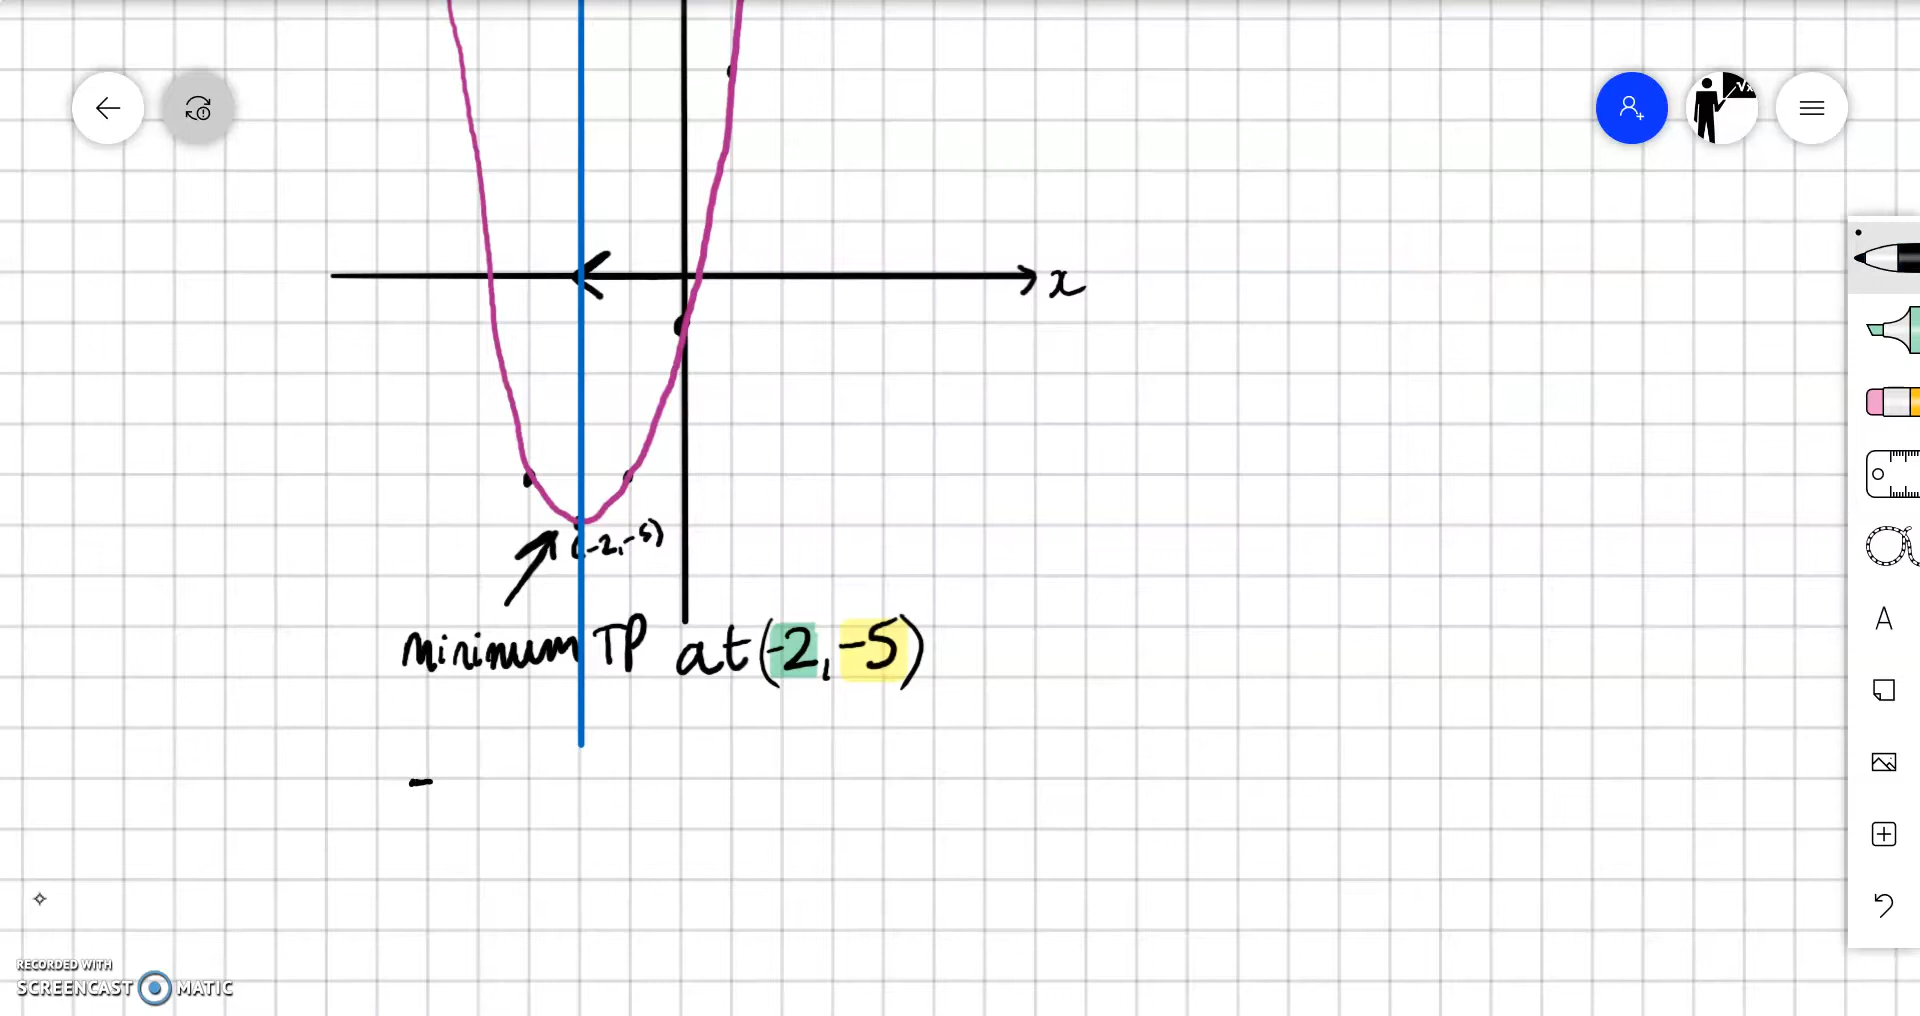 √x
x
(-2,-5)
minimum TP at (-2, -5)
-
A
RECORDED WITH
SCREENCAST MATIC